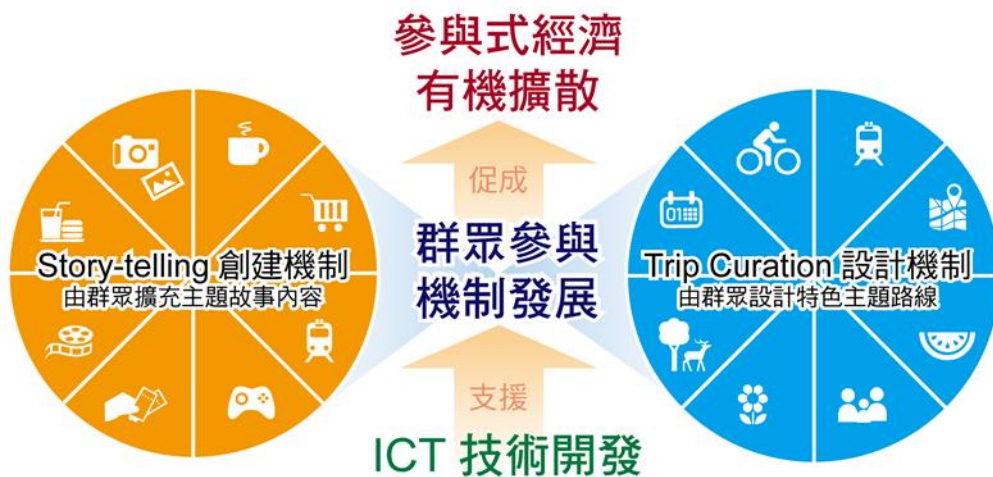 參與式經濟
有機擴散
促成
01
Story-telling 創建機制
由群眾擴充主題故事內容
群眾參與
機制發展
Trip Curation 設計機制
由群眾設計特色主題路線
支援
ICT 技術開發